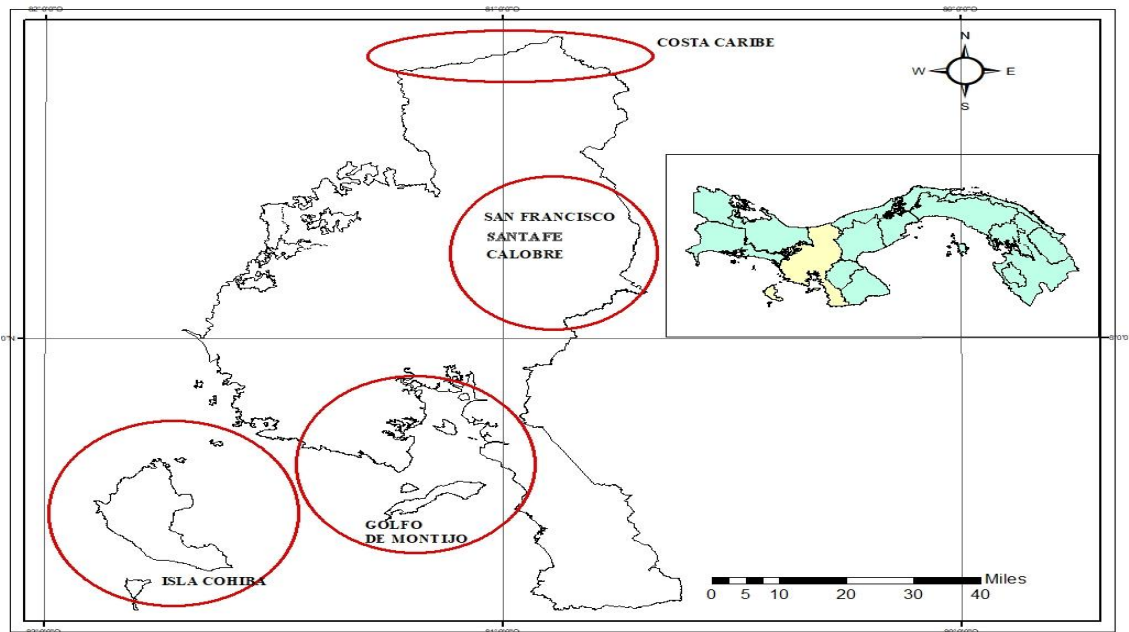 COSTA CARIBE
N
W E
S
SAN FRANCISCO
SANTAFE
CALOBRE
GOLFO
DE MONTIJO
ISLA COHIBA
Miles
0 5 10 20 30 40